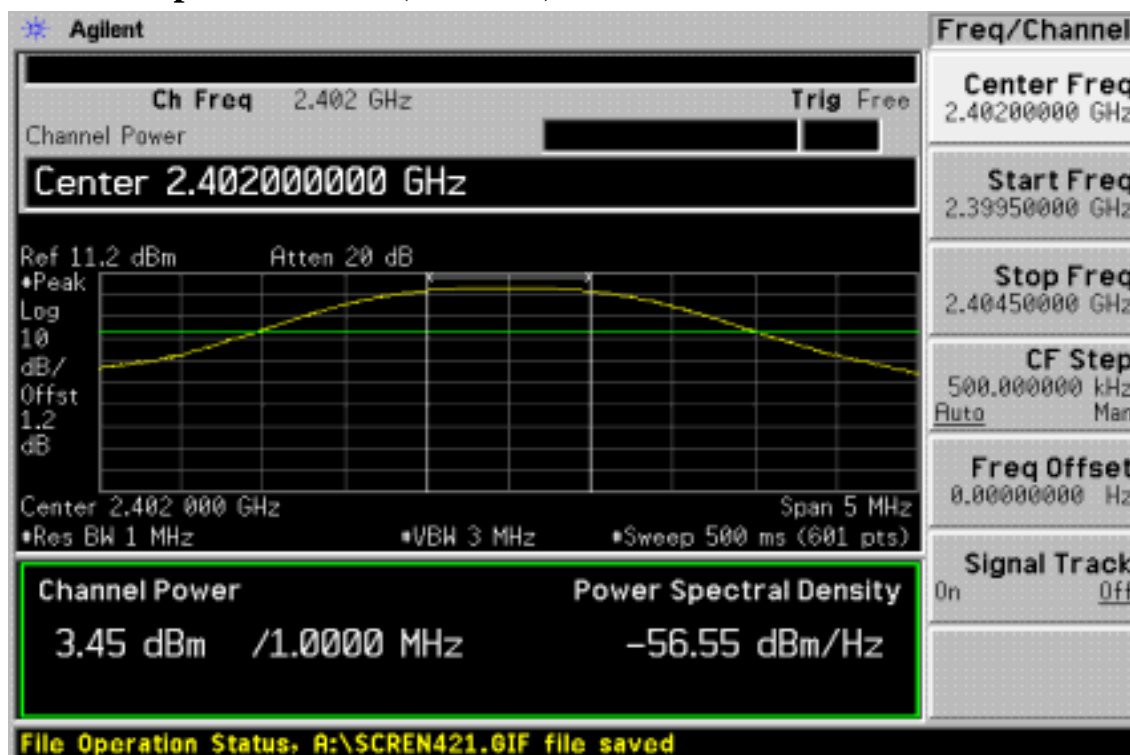 Agilent
Freq/Channel
Ch Freq 2.402 GHz Trig Free
Channel Power
Center 2.402000000 GHz
Ref 11.2 dBm Atten 20 dB
Peak
Log
10
dB/
Offst
1.2
dB
Center 2.402 000 GHz Span 5 MHz
Res BW 1 MHz VBW 3 MHz Sweep 500 ms (601 pts)
Channel Power Power Spectral Density
3.45 dBm /1.0000 MHz -56.55 dBm/Hz
File Operation Status, A:\SCREN421.GIF file saved
Center Freq
2.40200000 GHz
Start Freq
2.39950000 GHz
Stop Freq
2.40450000 GHz
CF Step
500.000000 kHz
Auto Man
Freq Offset
0.00000000 Hz
Signal Track
On Off